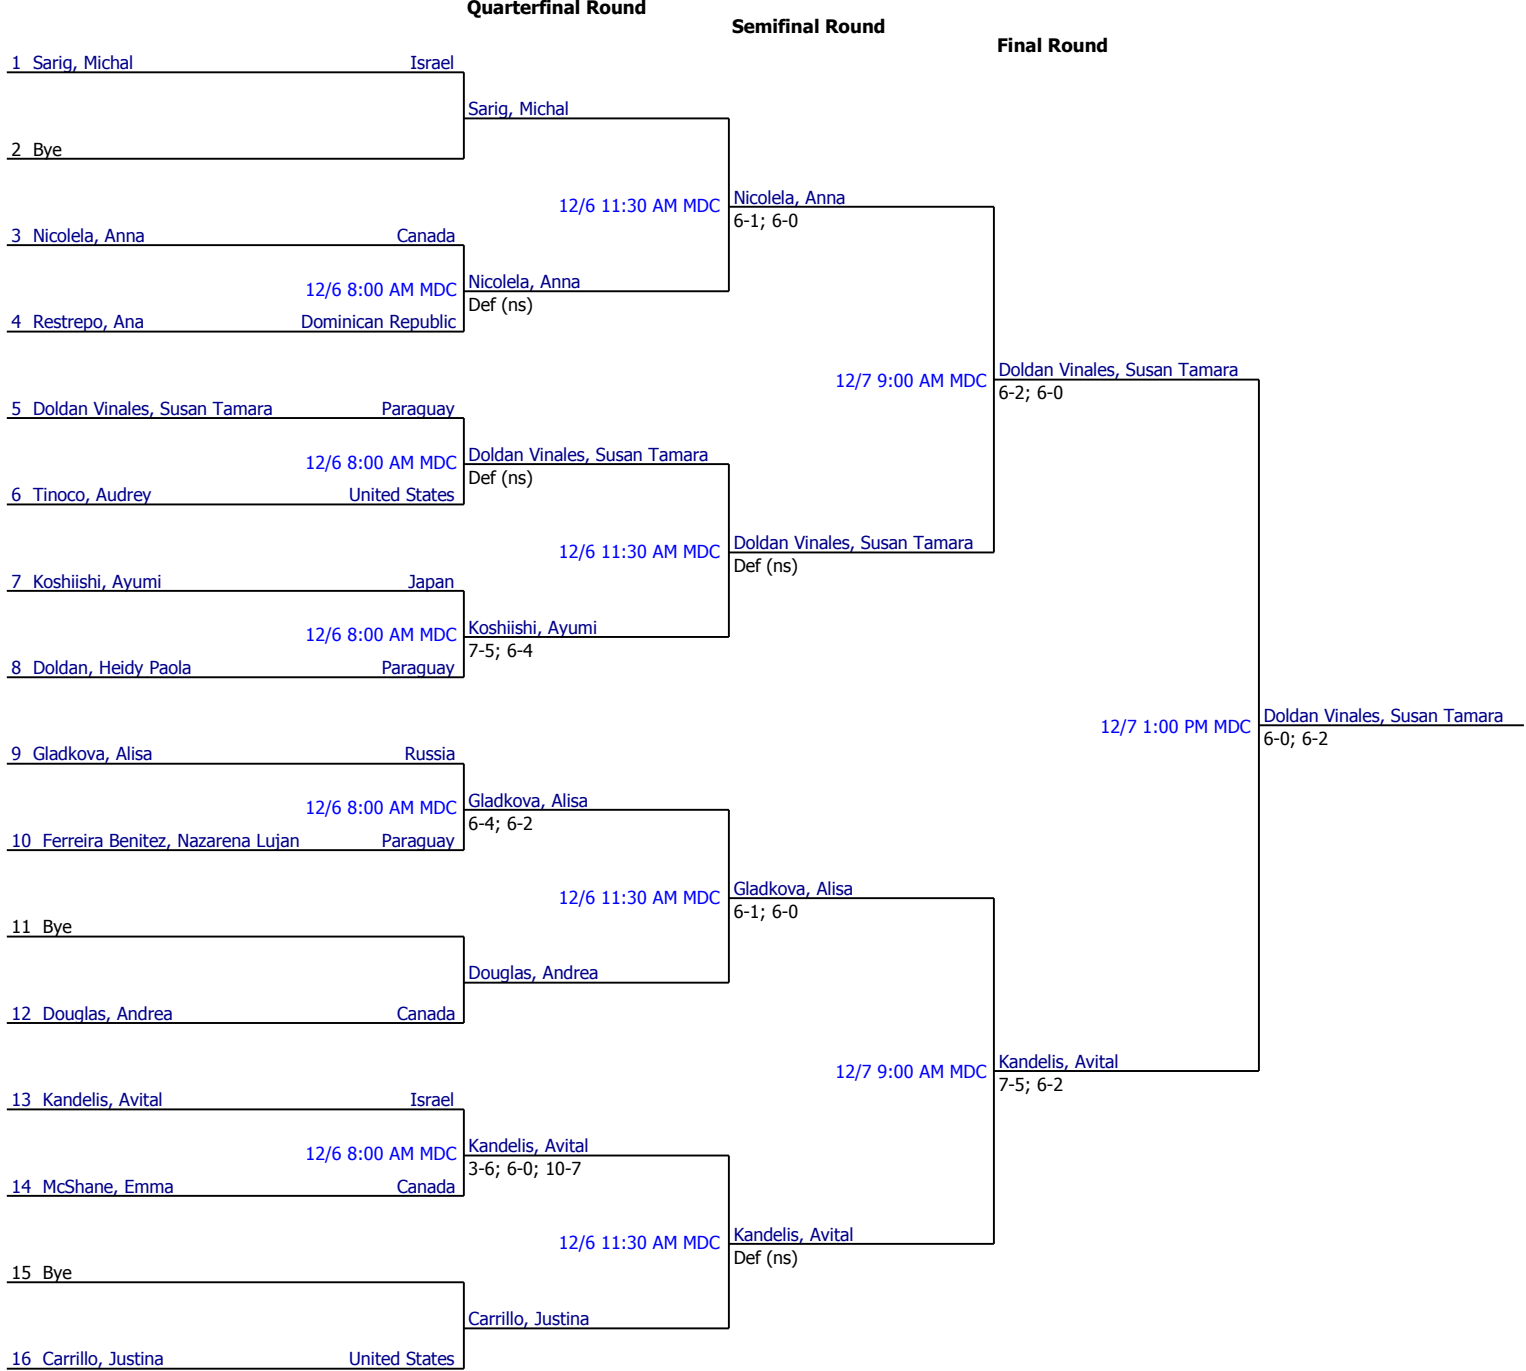 Quarterfinal Round
Semifinal Round
Final Round
1 Sarig, Michal Israel
Sarig, Michal
2 Bye
12/6 11:30 AM MDC Nicolela, Anna
6-1; 6-0
3 Nicolela, Anna Canada
12/6 8:00 AM MDC Nicolela, Anna
Def (ns)
4 Restrepo, Ana Dominican Republic
12/7 9:00 AM MDC Doldan Vinales, Susan Tamara
6-2; 6-0
5 Doldan Vinales, Susan Tamara Paraguay
12/6 8:00 AM MDC Doldan Vinales, Susan Tamara
Def (ns)
6 Tinoco, Audrey United States
12/6 11:30 AM MDC Doldan Vinales, Susan Tamara
Def (ns)
7 Koshiishi, Ayumi Japan
12/6 8:00 AM MDC Koshiishi, Ayumi
7-5; 6-4
8 Doldan, Heidy Paola Paraguay
12/7 1:00 PM MDC Doldan Vinales, Susan Tamara
6-0; 6-2
9 Gladkova, Alisa Russia
12/6 8:00 AM MDC Gladkova, Alisa
6-4; 6-2
10 Ferreira Benitez, Nazarena Lujan Paraguay
12/6 11:30 AM MDC Gladkova, Alisa
6-1; 6-0
11 Bye
Douglas, Andrea
12 Douglas, Andrea Canada
12/7 9:00 AM MDC Kandelis, Avital
7-5; 6-2
13 Kandelis, Avital Israel
12/6 8:00 AM MDC Kandelis, Avital
3-6; 6-0; 10-7
14 McShane, Emma Canada
12/6 11:30 AM MDC Kandelis, Avital
Def (ns)
15 Bye
Carrillo, Justina
16 Carrillo, Justina United States